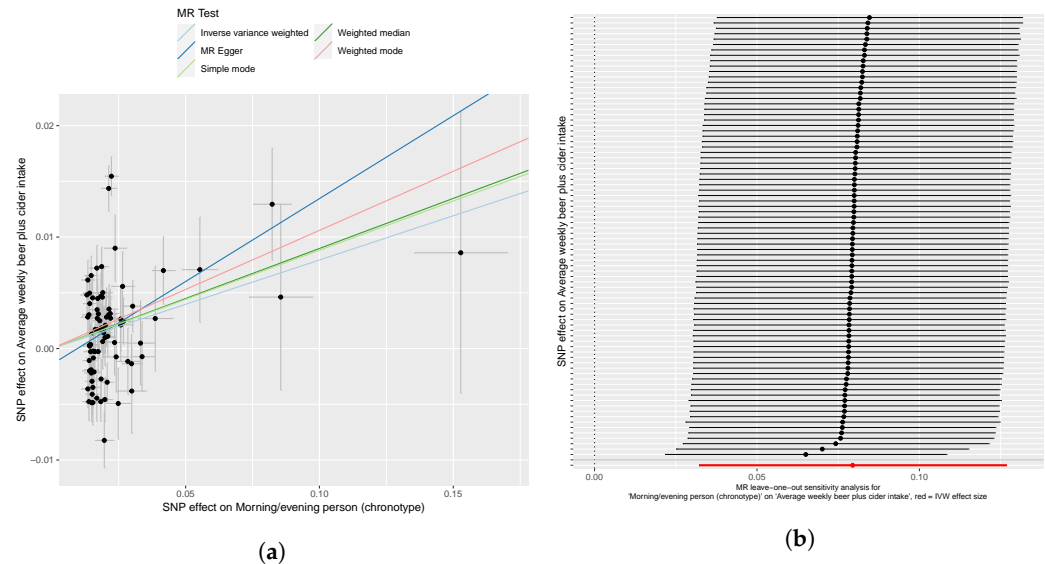 MR Test
Inverse variance weighted
MR Egger
Simple mode
Weighted median
Weighted mode
SNP effect on Average weekly beer plus cider intake
0.02
0.01
0.00
−0.01
0.05
0.10
0.15
SNP effect on Morning/evening person (chronotype)
(a)
SNP effect on Average weekly beer plus cider intake
0.00
0.05
0.10
MR leave−one−out sensitivity analysis for
'Morning/evening person (chronotype)' on 'Average weekly beer plus cider intake', red = IVW effect size
(b)